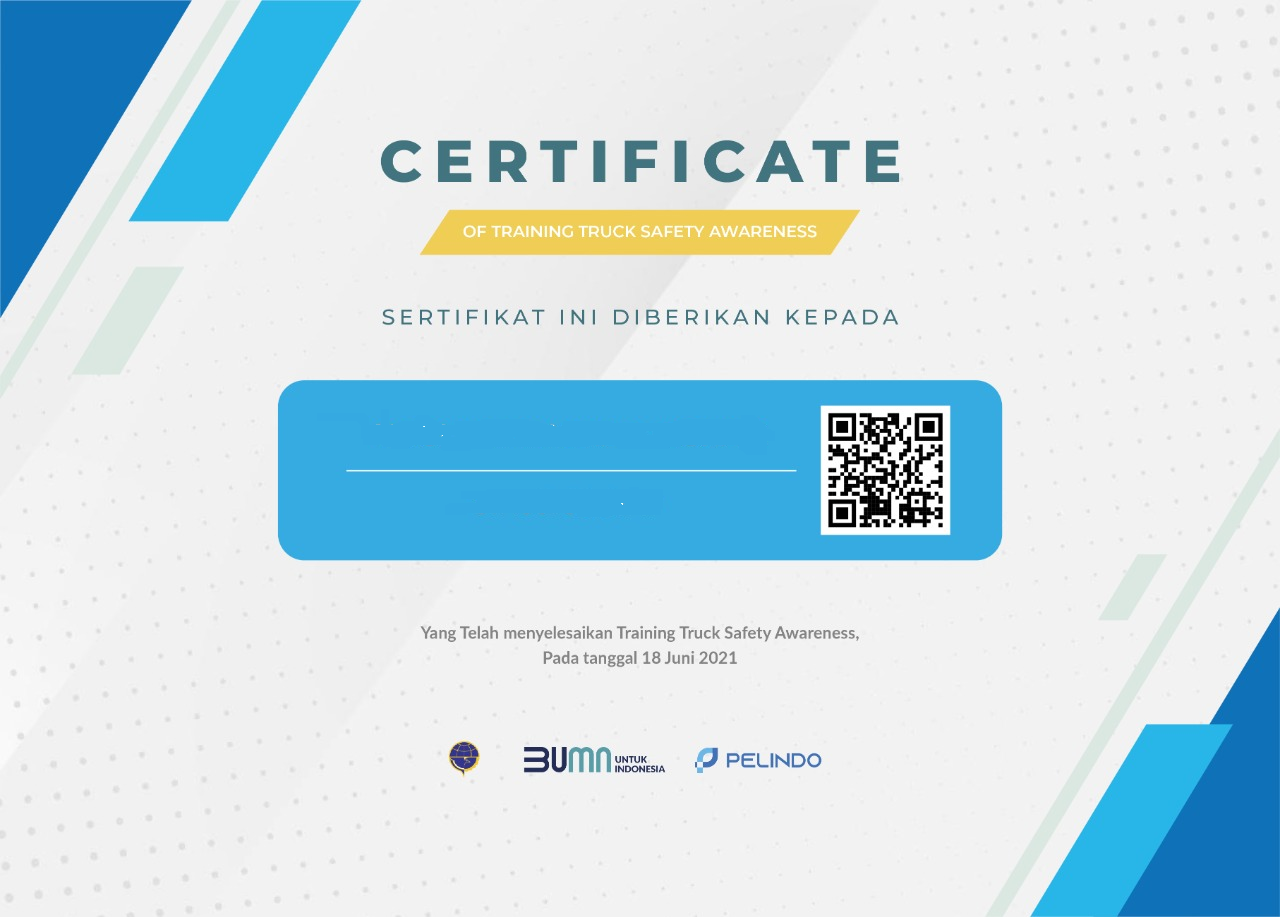 CERTIFICATE
OF TRAINING TRUCK SAFETY AWARENESS
SERTIFIKAT INI DIBERIKAN KEPADA
Yang Telah menyelesaikan Training Truck Safety Awareness,
Pada tanggal 18 Juni 2021
BUMN UNTUK INDONESIA
PELINDO